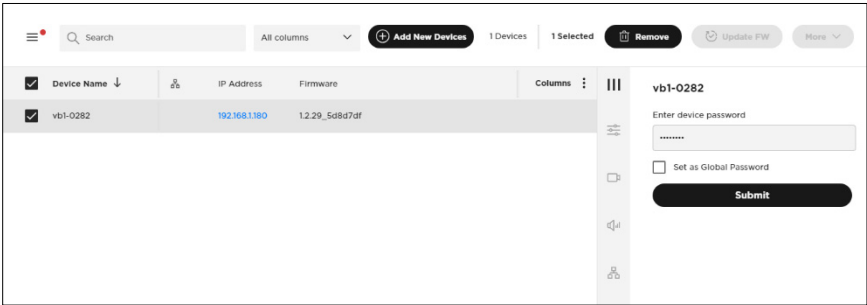 Search
All columns
Add New Devices
1 Devices
1 Selected
Remove
Update FW
More
Device Name
IP Address
Firmware
Columns
vb1-0282
192.168.1.180
1.2.29_5d8d7df
vb1-0282
Enter device password
••••••••
Set as Global Password
Submit